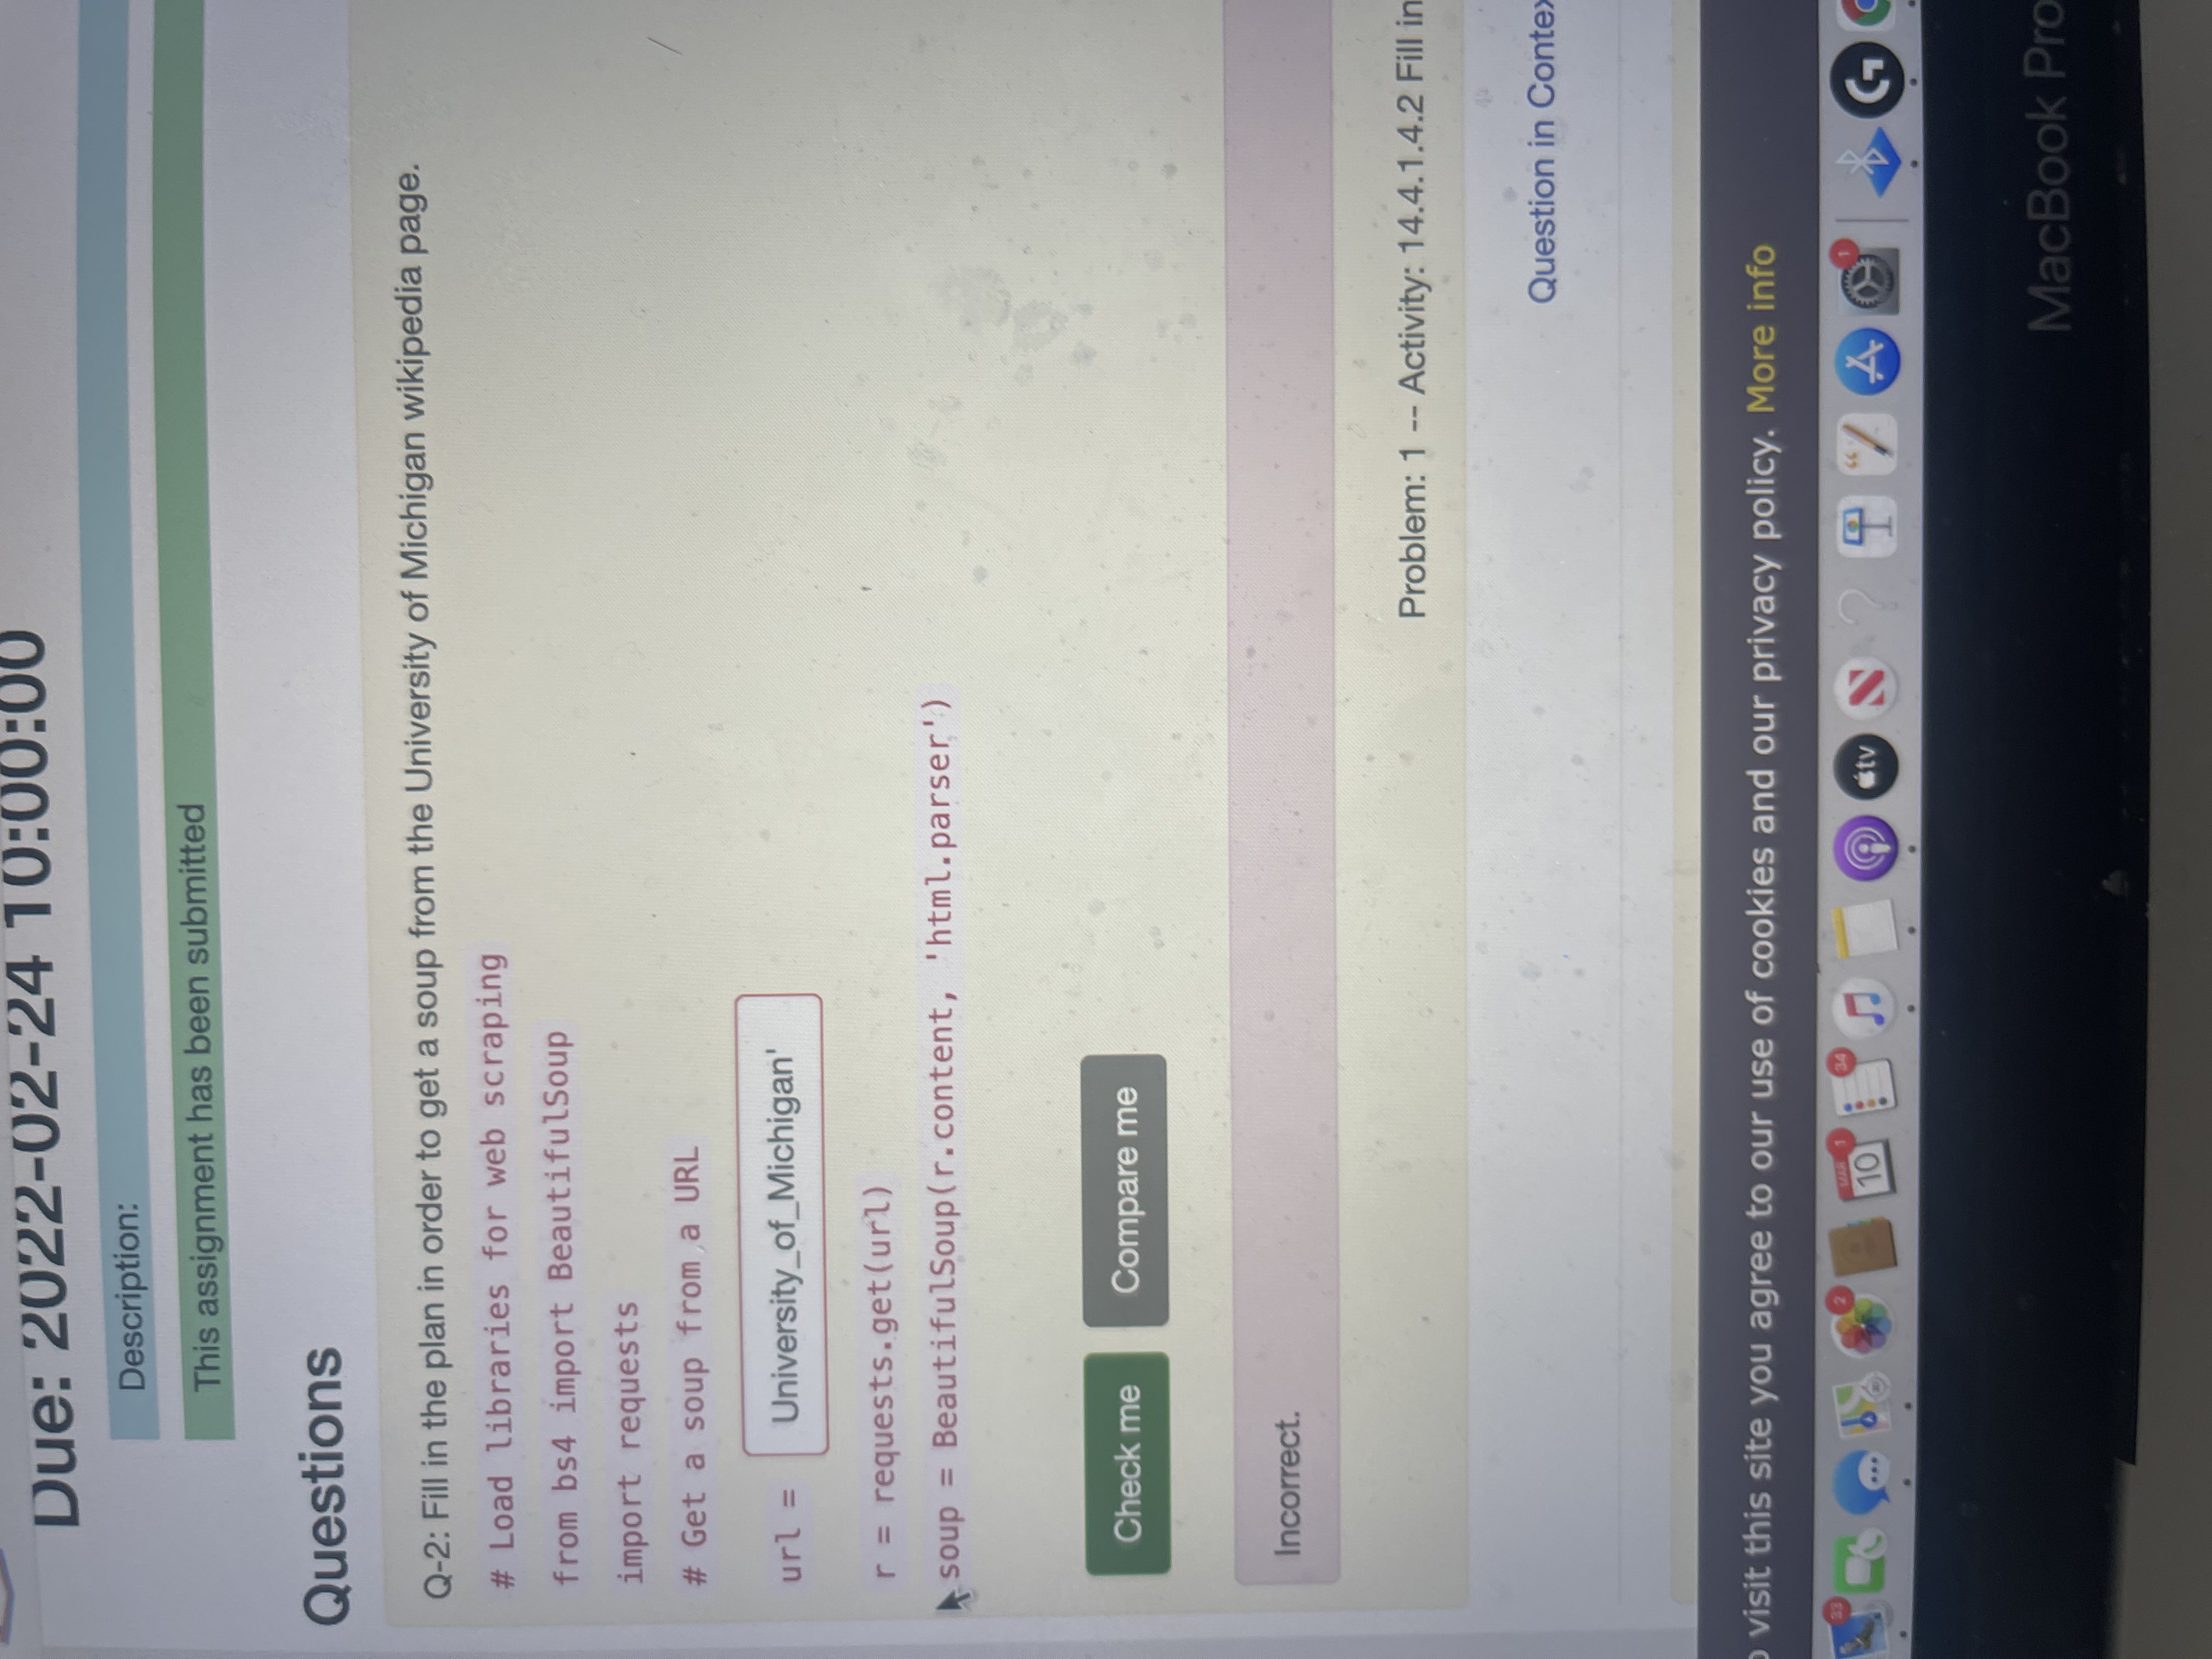 Due: 2022-02-24 10:00:00
Description:
This assignment has been submitted
Questions
Q-2: Fill in the plan in order to get a soup from the University of Michigan wikipedia page.
# Load libraries for web scraping
from bs4 import BeautifulSoup
import requests
# Get a soup from a URL
url = University_of_Michigan'
r = requests.get(url)
soup = BeautifulSoup(r.content, 'html.parser')
Check me Compare me
Incorrect.
Problem: 1 -- Activity: 14.4.1.4.2 Fill in
Question in Contex
o visit this site you agree to our use of cookies and our privacy policy. More info
33 2 MAR 10 1 34 tv 1
MacBook Pro